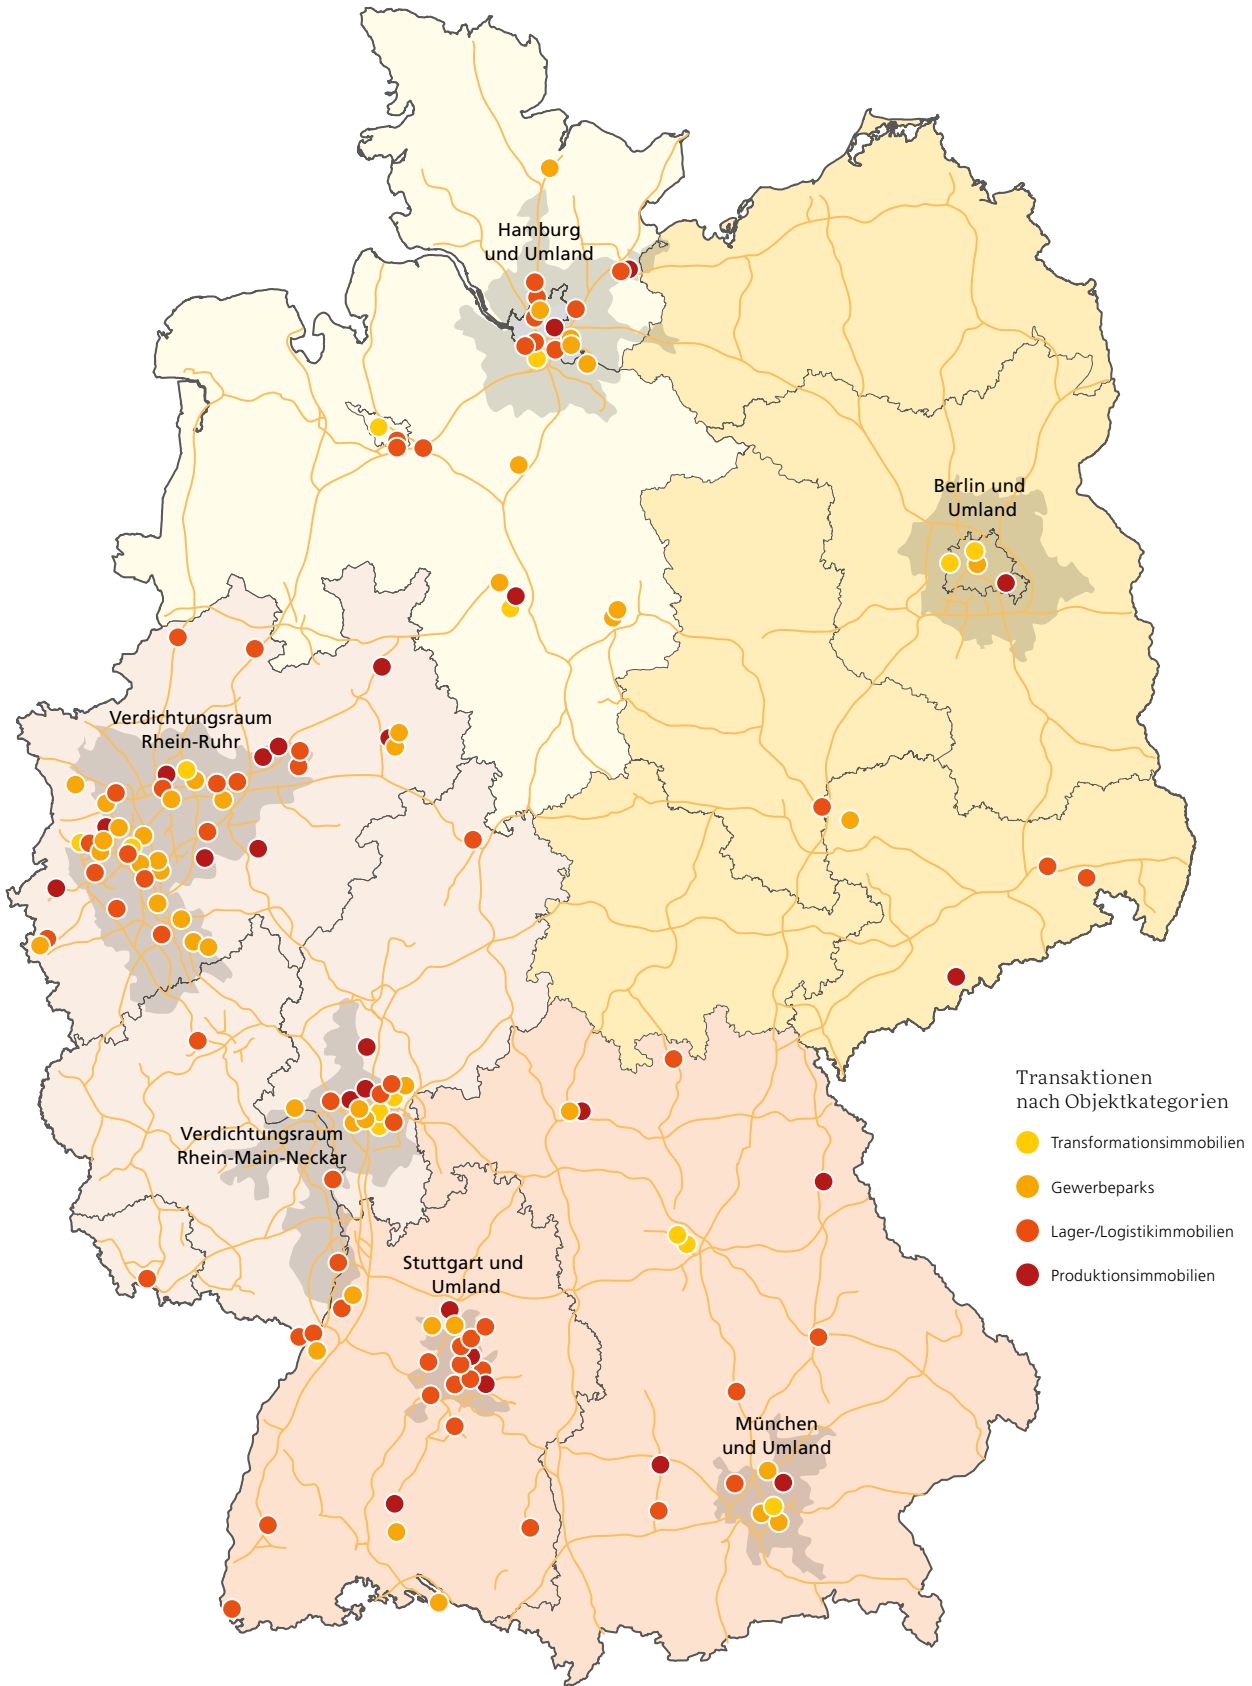 Hamburg
und Umland
Berlin und
Umland
Verdichtungsraum
Rhein-Ruhr
Verdichtungsraum
Rhein-Main-Neckar
Stuttgart und
Umland
München
und Umland
Transaktionen
nach Objektkategorien
Transformationsimmobilien
Gewerbeparks
Lager-/Logistikimmobilien
Produktionsimmobilien